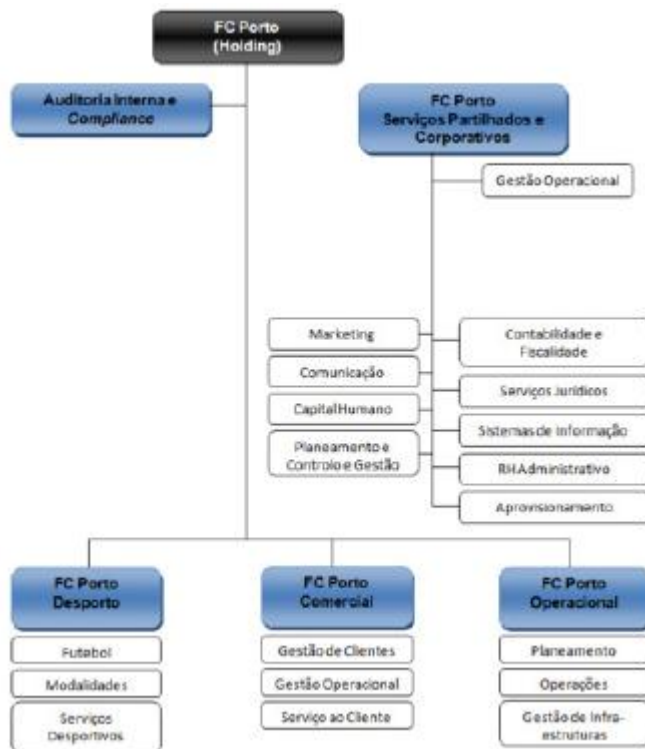 FC Porto
(Holding)
Auditoria Interna e
Compliance
FC Porto
Serviços Partilhados e
Corporativos
Gestão Operacional
Marketing
Contabilidade e
Fiscalidade
Comunicação
Serviços Jurídicos
Capital Humano
Sistemas de Informação
Planeamento e
Controlo e Gestão
RH Administrativo
Aprovisionamento
FC Porto
Desporto
FC Porto
Comercial
FC Porto
Operacional
Futebol
Gestão de Clientes
Planeamento
Modalidades
Gestão Operacional
Operações
Serviços
Desportivos
Serviço ao Cliente
Gestão de Infra-
estruturas